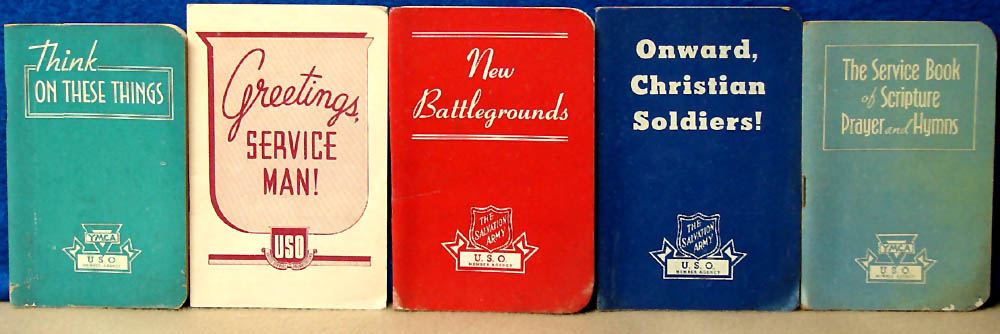 Think
ON THESE THINGS
YMCA
USO
MEMBER AGENCY
Greetings,
SERVICE
MAN!
USO
New
Battlegrounds
THE
SALVATION
ARMY
U.S.O.
MEMBER AGENCY
Onward,
Christian
Soldiers!
THE
SALVATION
ARMY
U.S.O.
MEMBER AGENCY
The Service Book
of Scripture
Prayer and Hymns
YMCA
U.S.O.
MEMBER AGENCY